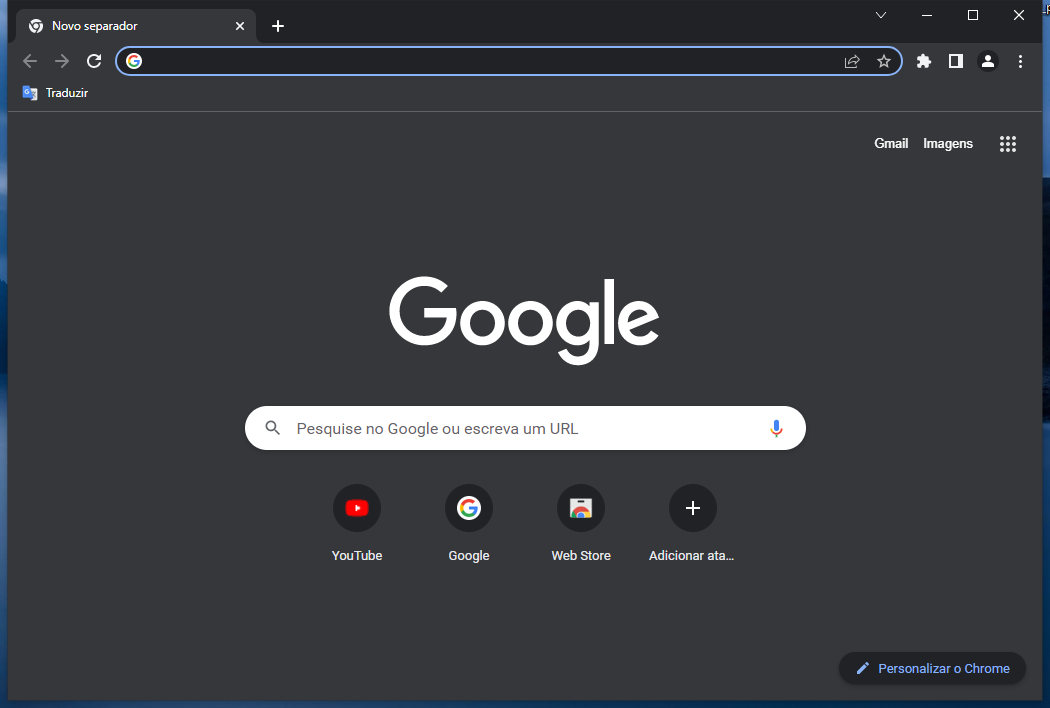 Novo separador
Traduzir
Gmail Imagens
Google
Pesquise no Google ou escreva um URL
YouTube Google Web Store Adicionar ata...
Personalizar o Chrome